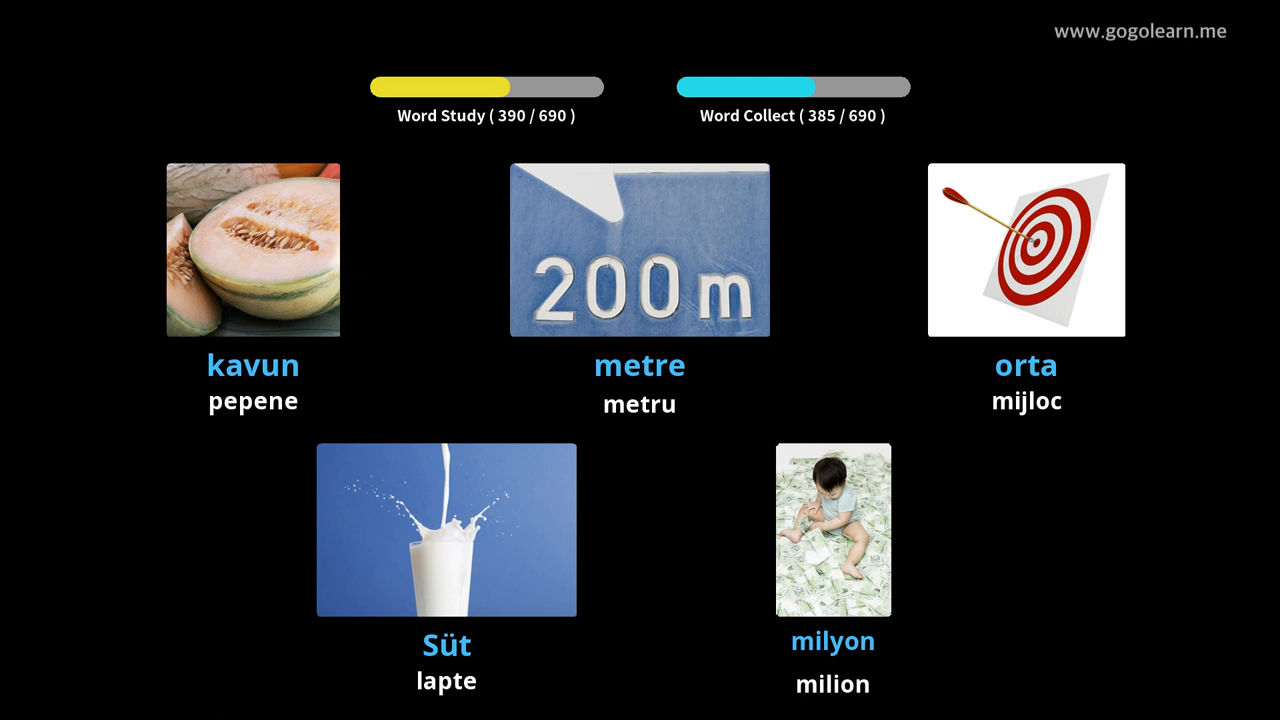 www.gogolearn.me
Word Study ( 390 / 690 )
Word Collect ( 385 / 690 )
200 m
kavun
pepene
metre
metru
orta
mijloc
Süt
lapte
milyon
milion